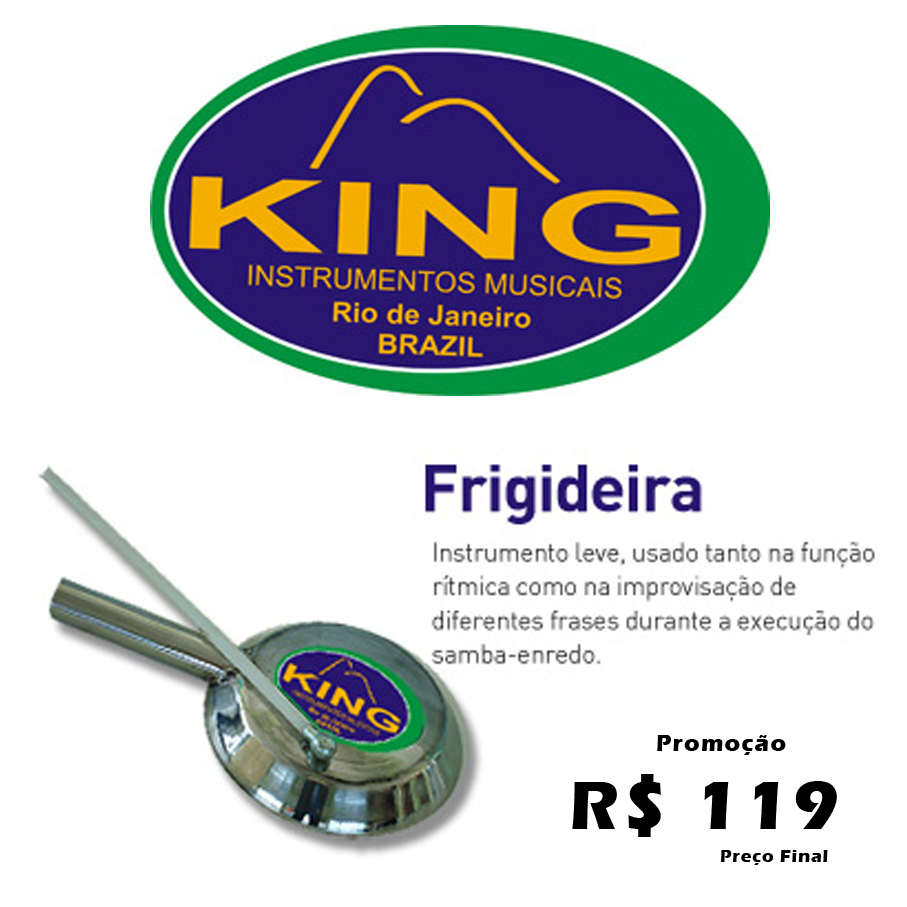 KING
INSTRUMENTOS MUSICAIS
Rio de Janeiro
BRAZIL
Frigideira
Instrumento leve, usado tanto na função
rítmica como na improvisação de
diferentes frases durante a execução do
samba-enredo.
KING
Promoção
R$ 119
Preço Final